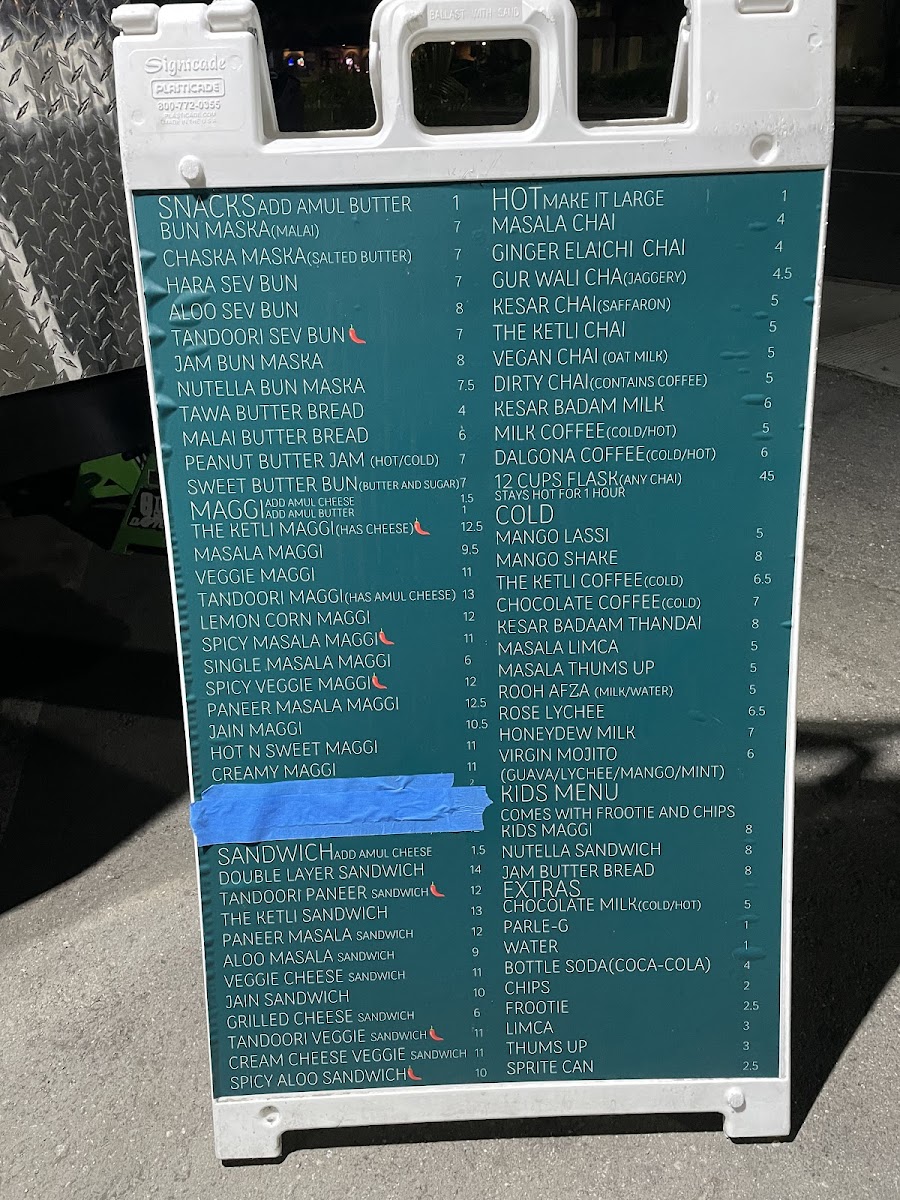 BALLAST WITH SAND
Signicade
PLASTICADE
800-772-0355
PLASTICADE.COM
MADE IN THE U.S.A.
SNACKS ADD AMUL BUTTER 1
BUN MASKA(MALAI) 7
CHASKA MASKA(SALTED BUTTER) 7
HARA SEV BUN 7
ALOO SEV BUN 8
TANDOORI SEV BUN 7
JAM BUN MASKA 8
NUTELLA BUN MASKA 7.5
TAWA BUTTER BREAD 4
MALAI BUTTER BREAD 6
PEANUT BUTTER JAM (HOT/COLD) 7
SWEET BUTTER BUN(BUTTER AND SUGAR) 7
MAGGI ADD AMUL CHEESE 1.5
ADD AMUL BUTTER 1
THE KETLI MAGGI(HAS CHEESE) 12.5
MASALA MAGGI 9.5
VEGGIE MAGGI 11
TANDOORI MAGGI(HAS AMUL CHEESE) 13
LEMON CORN MAGGI 12
SPICY MASALA MAGGI 11
SINGLE MASALA MAGGI 6
SPICY VEGGIE MAGGI 12
PANEER MASALA MAGGI 12.5
JAIN MAGGI 10.5
HOT N SWEET MAGGI 11
CREAMY MAGGI 11
SANDWICH ADD AMUL CHEESE 1.5
DOUBLE LAYER SANDWICH 14
TANDOORI PANEER SANDWICH 12
THE KETLI SANDWICH 13
PANEER MASALA SANDWICH 12
ALOO MASALA SANDWICH 9
VEGGIE CHEESE SANDWICH 11
JAIN SANDWICH 10
GRILLED CHEESE SANDWICH 6
TANDOORI VEGGIE SANDWICH 11
CREAM CHEESE VEGGIE SANDWICH 11
SPICY ALOO SANDWICH 10
HOT MAKE IT LARGE 1
MASALA CHAI 4
GINGER ELAICHI CHAI 4
GUR WALI CHA(JAGGERY) 4.5
KESAR CHAI(SAFFARON) 5
THE KETLI CHAI 5
VEGAN CHAI (OAT MILK) 5
DIRTY CHAI(CONTAINS COFFEE) 5
KESAR BADAM MILK 6
MILK COFFEE(COLD/HOT) 5
DALGONA COFFEE(COLD/HOT) 6
12 CUPS FLASK(ANY CHAI) 45
STAYS HOT FOR 1 HOUR
COLD
MANGO LASSI 5
MANGO SHAKE 8
THE KETLI COFFEE(COLD) 6.5
CHOCOLATE COFFEE(COLD) 7
KESAR BADAAM THANDAI 8
MASALA LIMCA 5
MASALA THUMS UP 5
ROOH AFZA (MILK/WATER) 5
ROSE LYCHEE 6.5
HONEYDEW MILK 7
VIRGIN MOJITO 6
(GUAVA/LYCHEE/MANGO/MINT)
KIDS MENU
COMES WITH FROOTIE AND CHIPS
KIDS MAGGI 8
NUTELLA SANDWICH 8
JAM BUTTER BREAD 8
EXTRAS
CHOCOLATE MILK(COLD/HOT) 5
PARLE-G 1
WATER 1
BOTTLE SODA(COCA-COLA) 4
CHIPS 2
FROOTIE 2.5
LIMCA 3
THUMS UP 3
SPRITE CAN 2.5